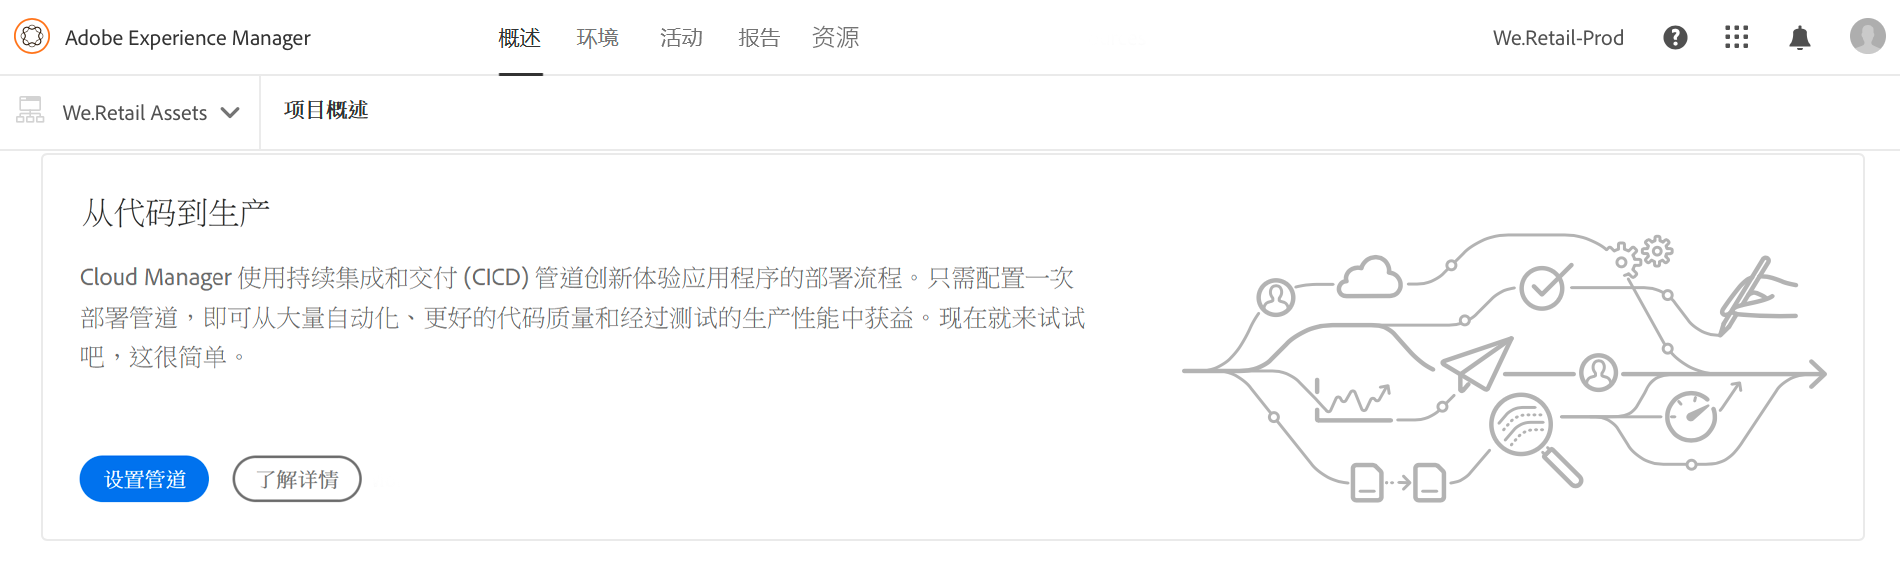 Adobe Experience Manager
概述 环境 活动 报告 资源
We.Retail-Prod
We.Retail Assets
项目概述
从代码到生产
Cloud Manager 使用持续集成和交付 (CICD) 管道创新体验应用程序的部署流程。只需配置一次
部署管道，即可从大量自动化、更好的代码质量和经过测试的生产性能中获益。现在就来试试
吧，这很简单。
设置管道 了解详情